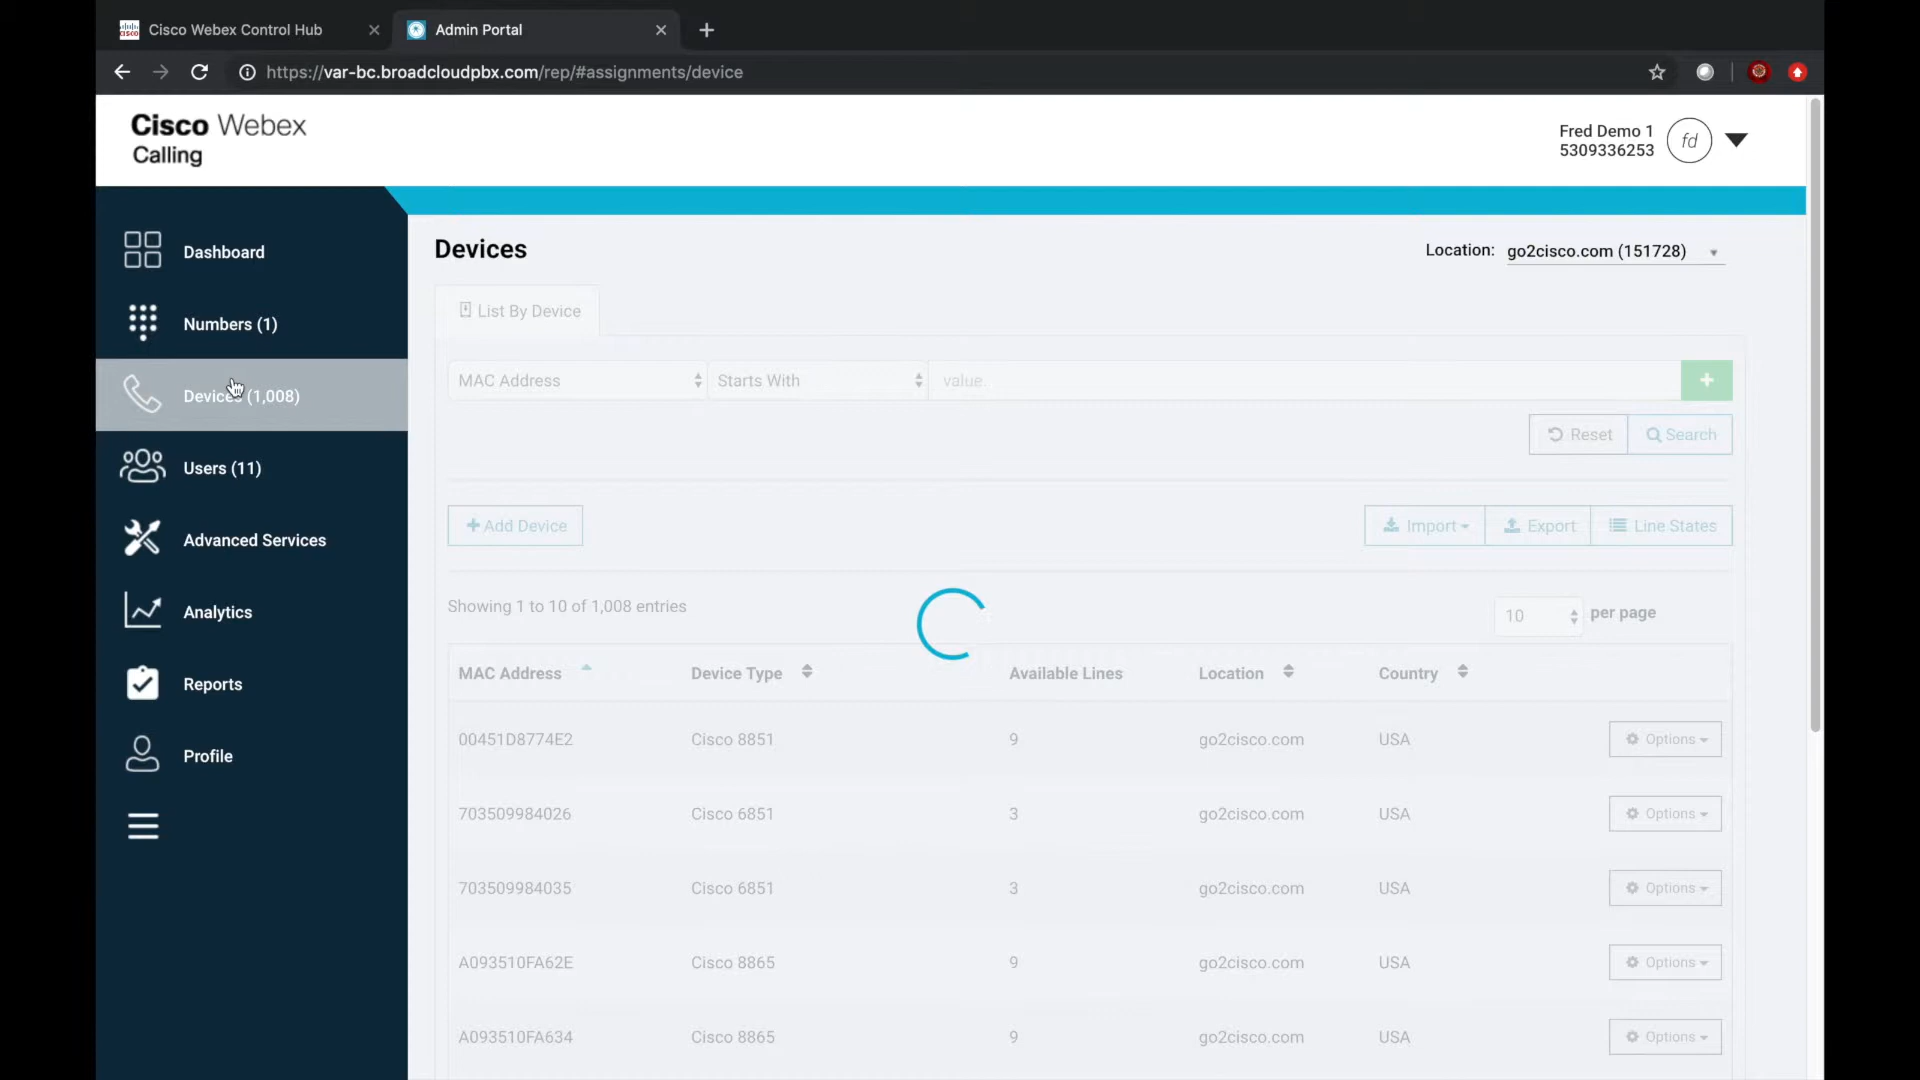 Cisco Webex Control Hub
Admin Portal
https://var-bc.broadcloudpbx.com/rep/#assignments/device
Cisco Webex
Calling
Fred Demo 1
5309336253
fd
Dashboard
Numbers (1)
Devices (1,008)
Users (11)
Advanced Services
Analytics
Reports
Profile
Devices
Location: go2cisco.com (151728)
List By Device
MAC Address Starts With value.
+
Reset Search
+ Add Device
Import Export Line States
Showing 1 to 10 of 1,008 entries
10 per page
MAC Address Device Type Available Lines Location Country
00451D8774E2 Cisco 8851 9 go2cisco.com USA Options
703509984026 Cisco 6851 3 go2cisco.com USA Options
703509984035 Cisco 6851 3 go2cisco.com USA Options
A093510FA62E Cisco 8865 9 go2cisco.com USA Options
A093510FA634 Cisco 8865 9 go2cisco.com USA Options